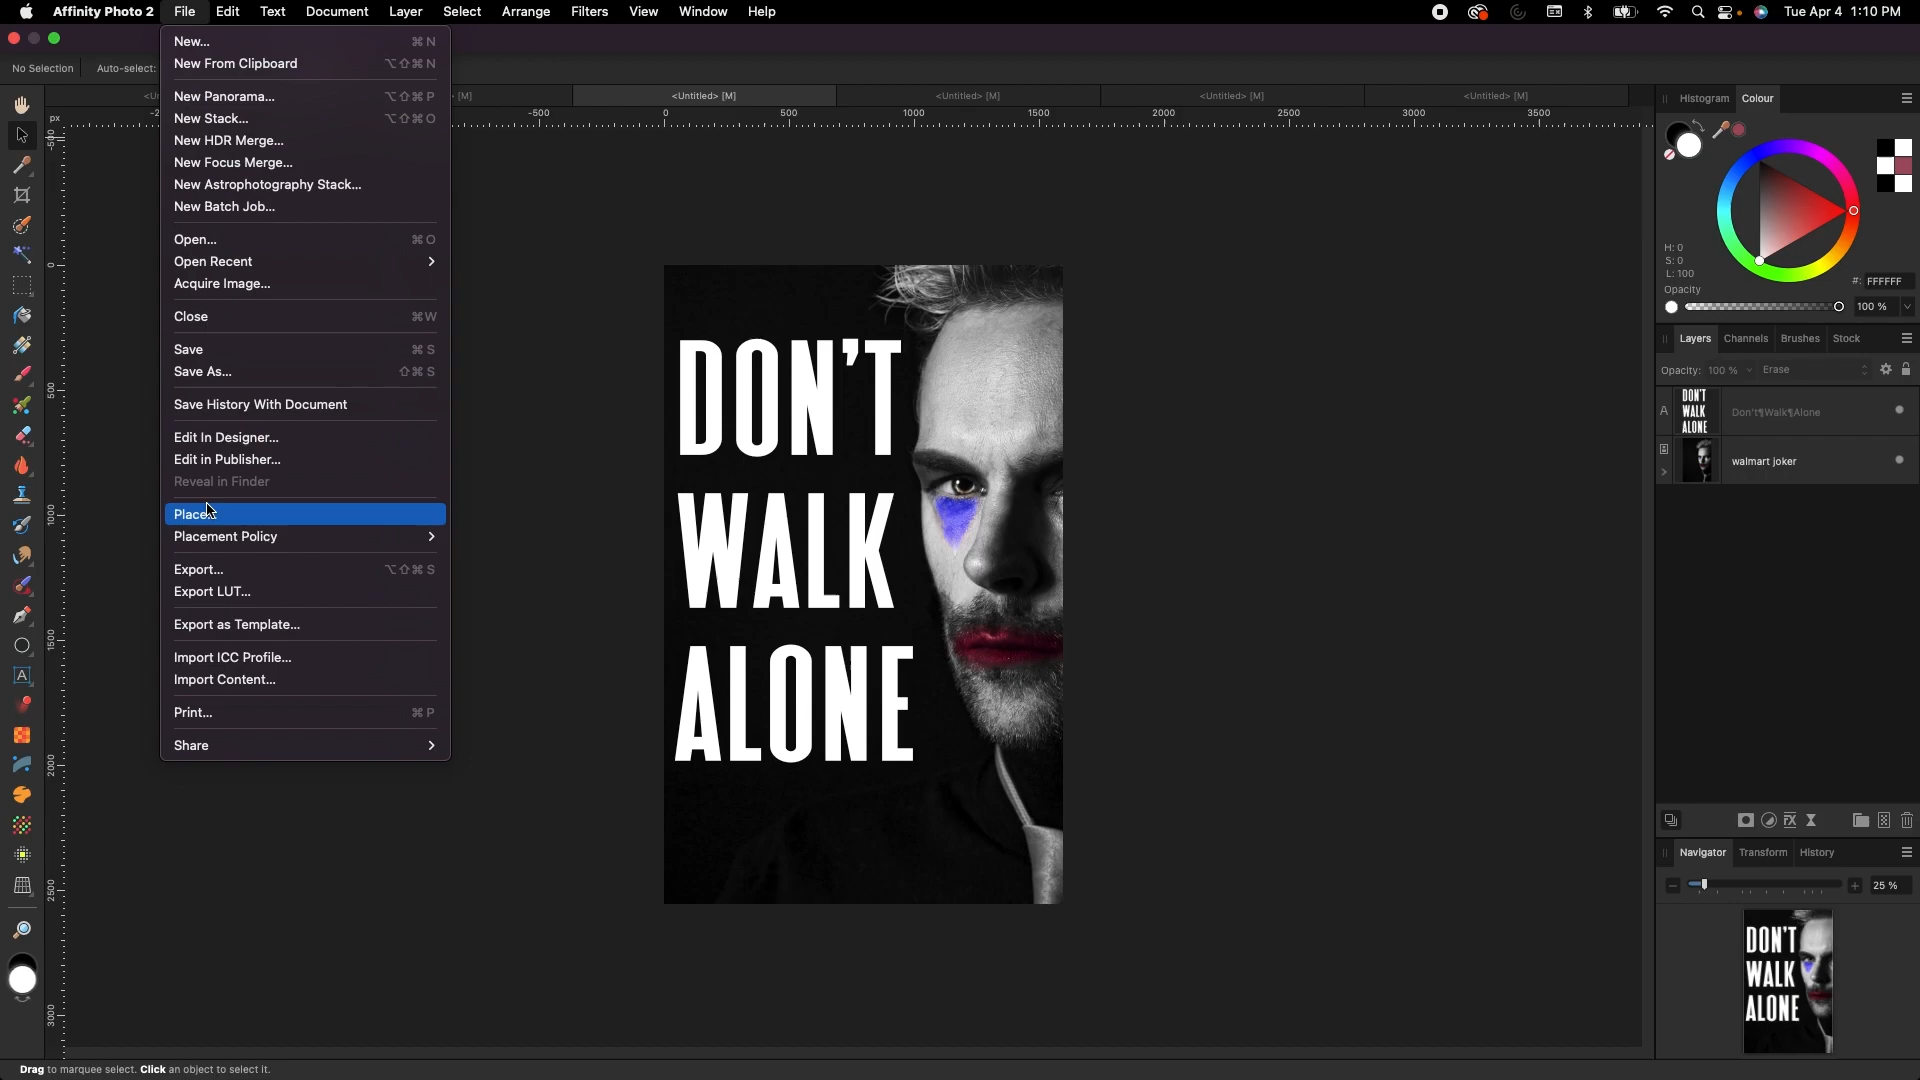 Affinity Photo 2 File Edit Text Document Layer Select Arrange Filters View Window Help Tue Apr 4 1:10 PM
No Selection Auto-select:
New... ⌘ N
New From Clipboard ⌥⇧⌘ N
New Panorama... ⌥⇧⌘ P
New Stack... ⌥⇧⌘ O
New HDR Merge...
New Focus Merge...
New Astrophotography Stack...
New Batch Job...
Open... ⌘ O
Open Recent
Acquire Image...
Close ⌘W
Save ⌘ S
Save As... ⇧⌘ S
Save History With Document
Edit In Designer...
Edit in Publisher...
Reveal in Finder
Place
Placement Policy
Export... ⌥⇧⌘ S
Export LUT...
Export as Template...
Import ICC Profile...
Import Content...
Print... ⌘ P
Share
[M] <Untitled> [M] <Untitled> [M] <Untitled> [M] <Untitled> [M]
px -500 0 500 1000 1500 2000 2500 3000 3500
-500
0
500
1000
1500
2000
2500
3000
DON'T
WALK
ALONE
Histogram Colour
H: 0
S: 0
L: 100
#: FFFFFF
Opacity
100 %
Layers Channels Brushes Stock
Opacity: 100 % Erase
A DON'T WALK ALONE Don't¶Walk¶Alone
walmart joker
Navigator Transform History
25 %
DON'T
WALK
ALONE
Drag to marquee select. Click an object to select it.